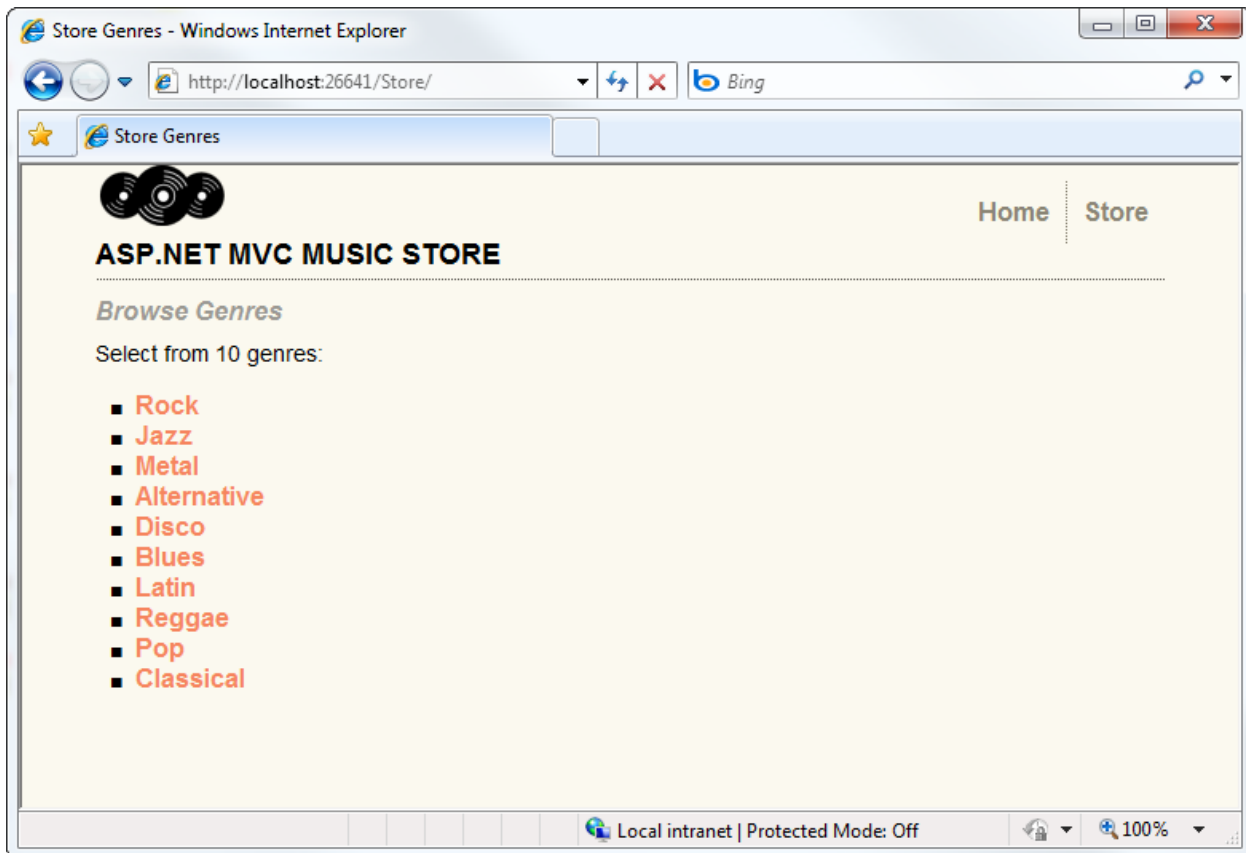 Store Genres - Windows Internet Explorer
http://localhost:26641/Store/
Bing
Store Genres
Home
Store
ASP.NET MVC MUSIC STORE
Browse Genres
Select from 10 genres:
Rock
Jazz
Metal
Alternative
Disco
Blues
Latin
Reggae
Pop
Classical
Local intranet | Protected Mode: Off
100%